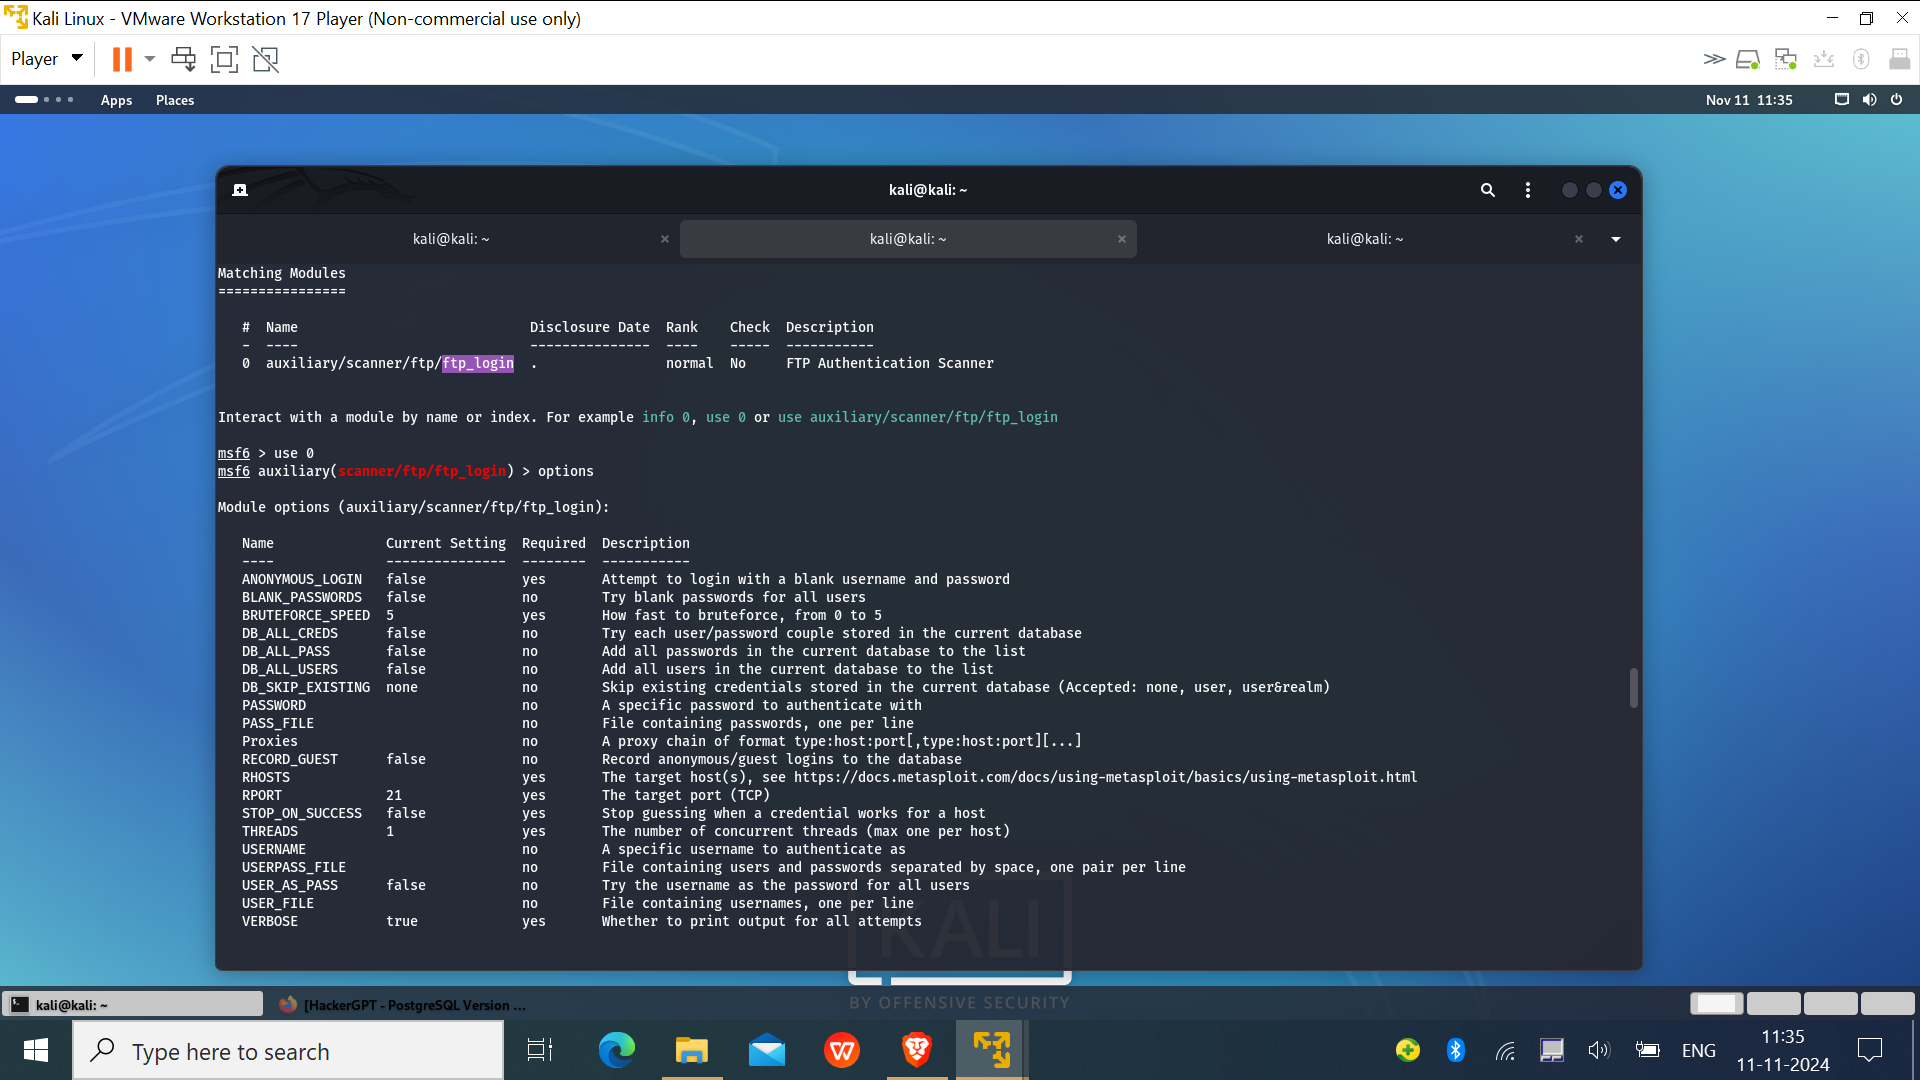 Kali Linux - VMware Workstation 17 Player (Non-commercial use only)
Player
Apps Places Nov 11 11:35
kali@kali: ~
kali@kali: ~ kali@kali: ~ kali@kali: ~
Matching Modules
================
# Name Disclosure Date Rank Check Description
- ---- --------------- ---- ----- -----------
0 auxiliary/scanner/ftp/ftp_login . normal No FTP Authentication Scanner
Interact with a module by name or index. For example info 0, use 0 or use auxiliary/scanner/ftp/ftp_login
msf6 > use 0
msf6 auxiliary(scanner/ftp/ftp_login) > options
Module options (auxiliary/scanner/ftp/ftp_login):
Name Current Setting Required Description
---- --------------- -------- -----------
ANONYMOUS_LOGIN false yes Attempt to login with a blank username and password
BLANK_PASSWORDS false no Try blank passwords for all users
BRUTEFORCE_SPEED 5 yes How fast to bruteforce, from 0 to 5
DB_ALL_CREDS false no Try each user/password couple stored in the current database
DB_ALL_PASS false no Add all passwords in the current database to the list
DB_ALL_USERS false no Add all users in the current database to the list
DB_SKIP_EXISTING none no Skip existing credentials stored in the current database (Accepted: none, user, user&realm)
PASSWORD no A specific password to authenticate with
PASS_FILE no File containing passwords, one per line
Proxies no A proxy chain of format type:host:port[,type:host:port][...]
RECORD_GUEST false no Record anonymous/guest logins to the database
RHOSTS yes The target host(s), see https://docs.metasploit.com/docs/using-metasploit/basics/using-metasploit.html
RPORT 21 yes The target port (TCP)
STOP_ON_SUCCESS false yes Stop guessing when a credential works for a host
THREADS 1 yes The number of concurrent threads (max one per host)
USERNAME no A specific username to authenticate as
USERPASS_FILE no File containing users and passwords separated by space, one pair per line
USER_AS_PASS false no Try the username as the password for all users
USER_FILE no File containing usernames, one per line
VERBOSE true yes Whether to print output for all attempts
KALI
BY OFFENSIVE SECURITY
kali@kali: ~ [HackerGPT - PostgreSQL Version ...
Type here to search ENG 11:35
11-11-2024